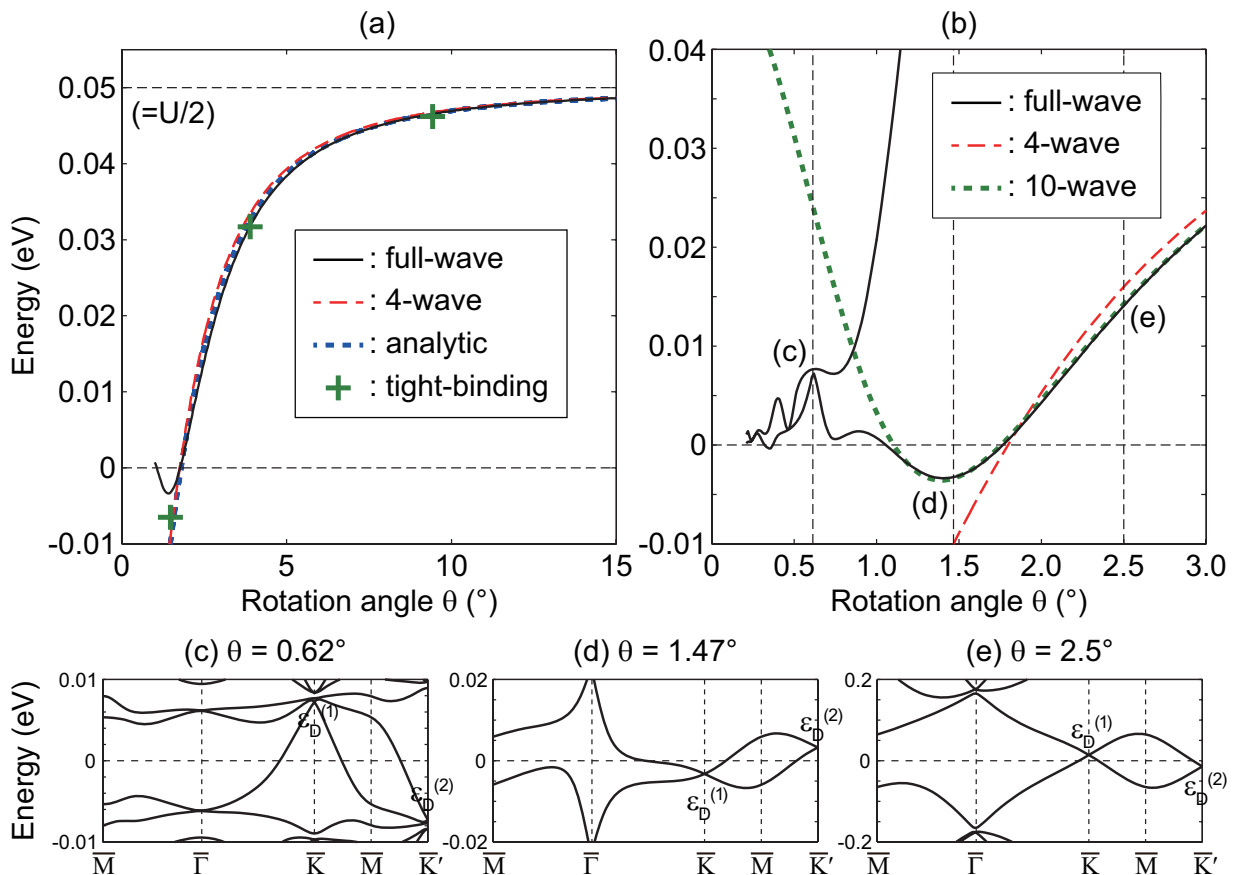 (a)
0.05
0.04
0.03
0.02
0.01
0
-0.01
(=U/2)
: full-wave
: 4-wave
: analytic
: tight-binding
Energy (eV)
0 5 10 15
Rotation angle θ (°)
(b)
0.04
0.03
0.02
0.01
0
-0.01
: full-wave
: 4-wave
: 10-wave
(c)
(d)
(e)
0 0.5 1.0 1.5 2.0 2.5 3.0
Rotation angle θ (°)
(c) θ = 0.62°
0.01
0
-0.01
Energy (eV)
ε_D^(1)
ε_D^(2)
M̅ Γ̅ K̅ M̅ K̅′
(d) θ = 1.47°
0.02
0
-0.02
ε_D^(2)
ε_D^(1)
M̅ Γ̅ K̅ M̅ K̅′
(e) θ = 2.5°
0.2
0
-0.2
ε_D^(1)
ε_D^(2)
M̅ Γ̅ K̅ M̅ K̅′